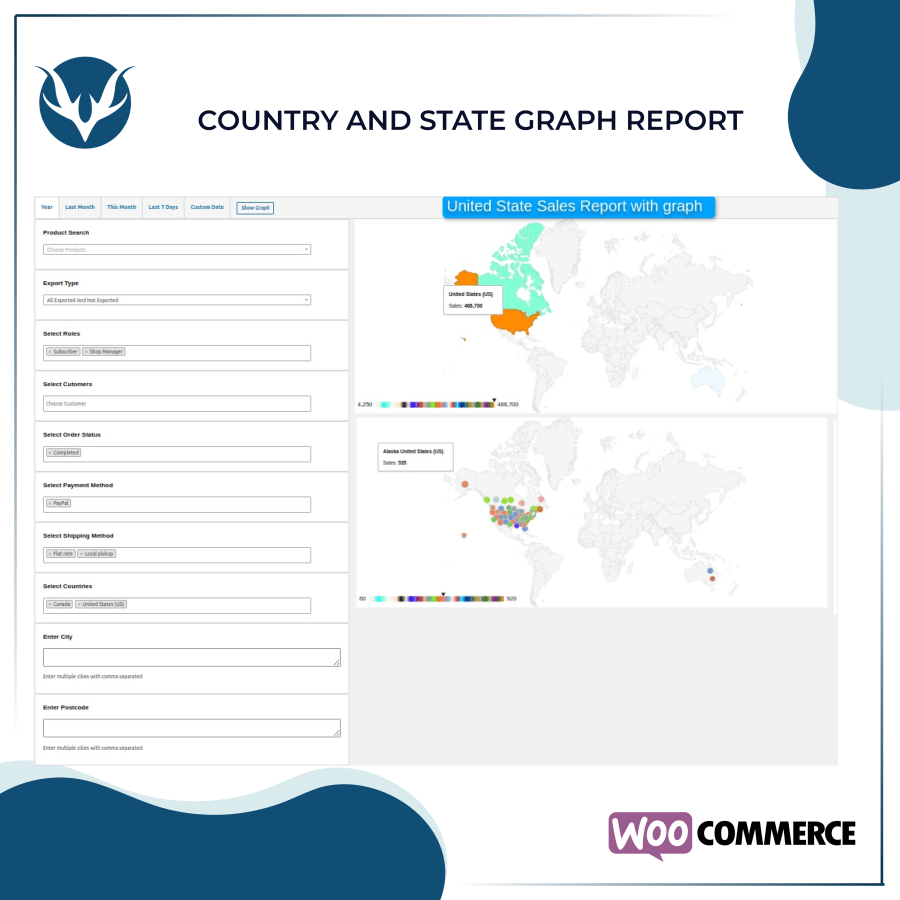 COUNTRY AND STATE GRAPH REPORT
Year Last Month This Month Last 7 Days Custom Date Show Graph
United State Sales Report with graph
Product Search
Choose Products
Export Type
All Exported And Not Exported
Select Roles
× Subscriber × Shop Manager
Select Cutomers
Choose Customer
Select Order Status
× Completed
Select Payment Method
× PayPal
Select Shipping Method
× Flat rate × Local pickup
Select Countries
× Canada × United States (US)
Enter City
Enter multiple cities with comma separated
Enter Postcode
Enter multiple cities with comma separated
United States (US)
Sales: 466,700
4,250 466,700
Alaska United States (US)
Sales: 535
60 920
WOO COMMERCE